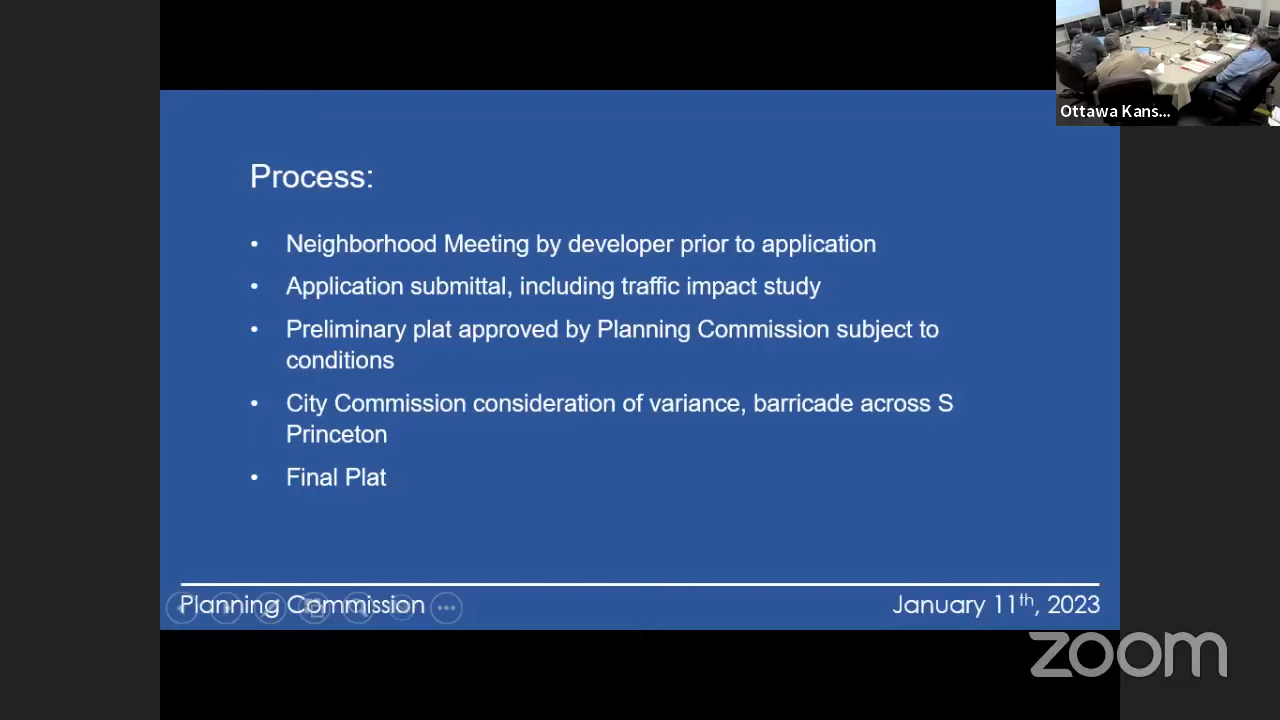 Ottawa Kans...
Process:
• Neighborhood Meeting by developer prior to application
• Application submittal, including traffic impact study
• Preliminary plat approved by Planning Commission subject to
conditions
• City Commission consideration of variance, barricade across S
Princeton
• Final Plat
Planning Commission
January 11th, 2023
zoom